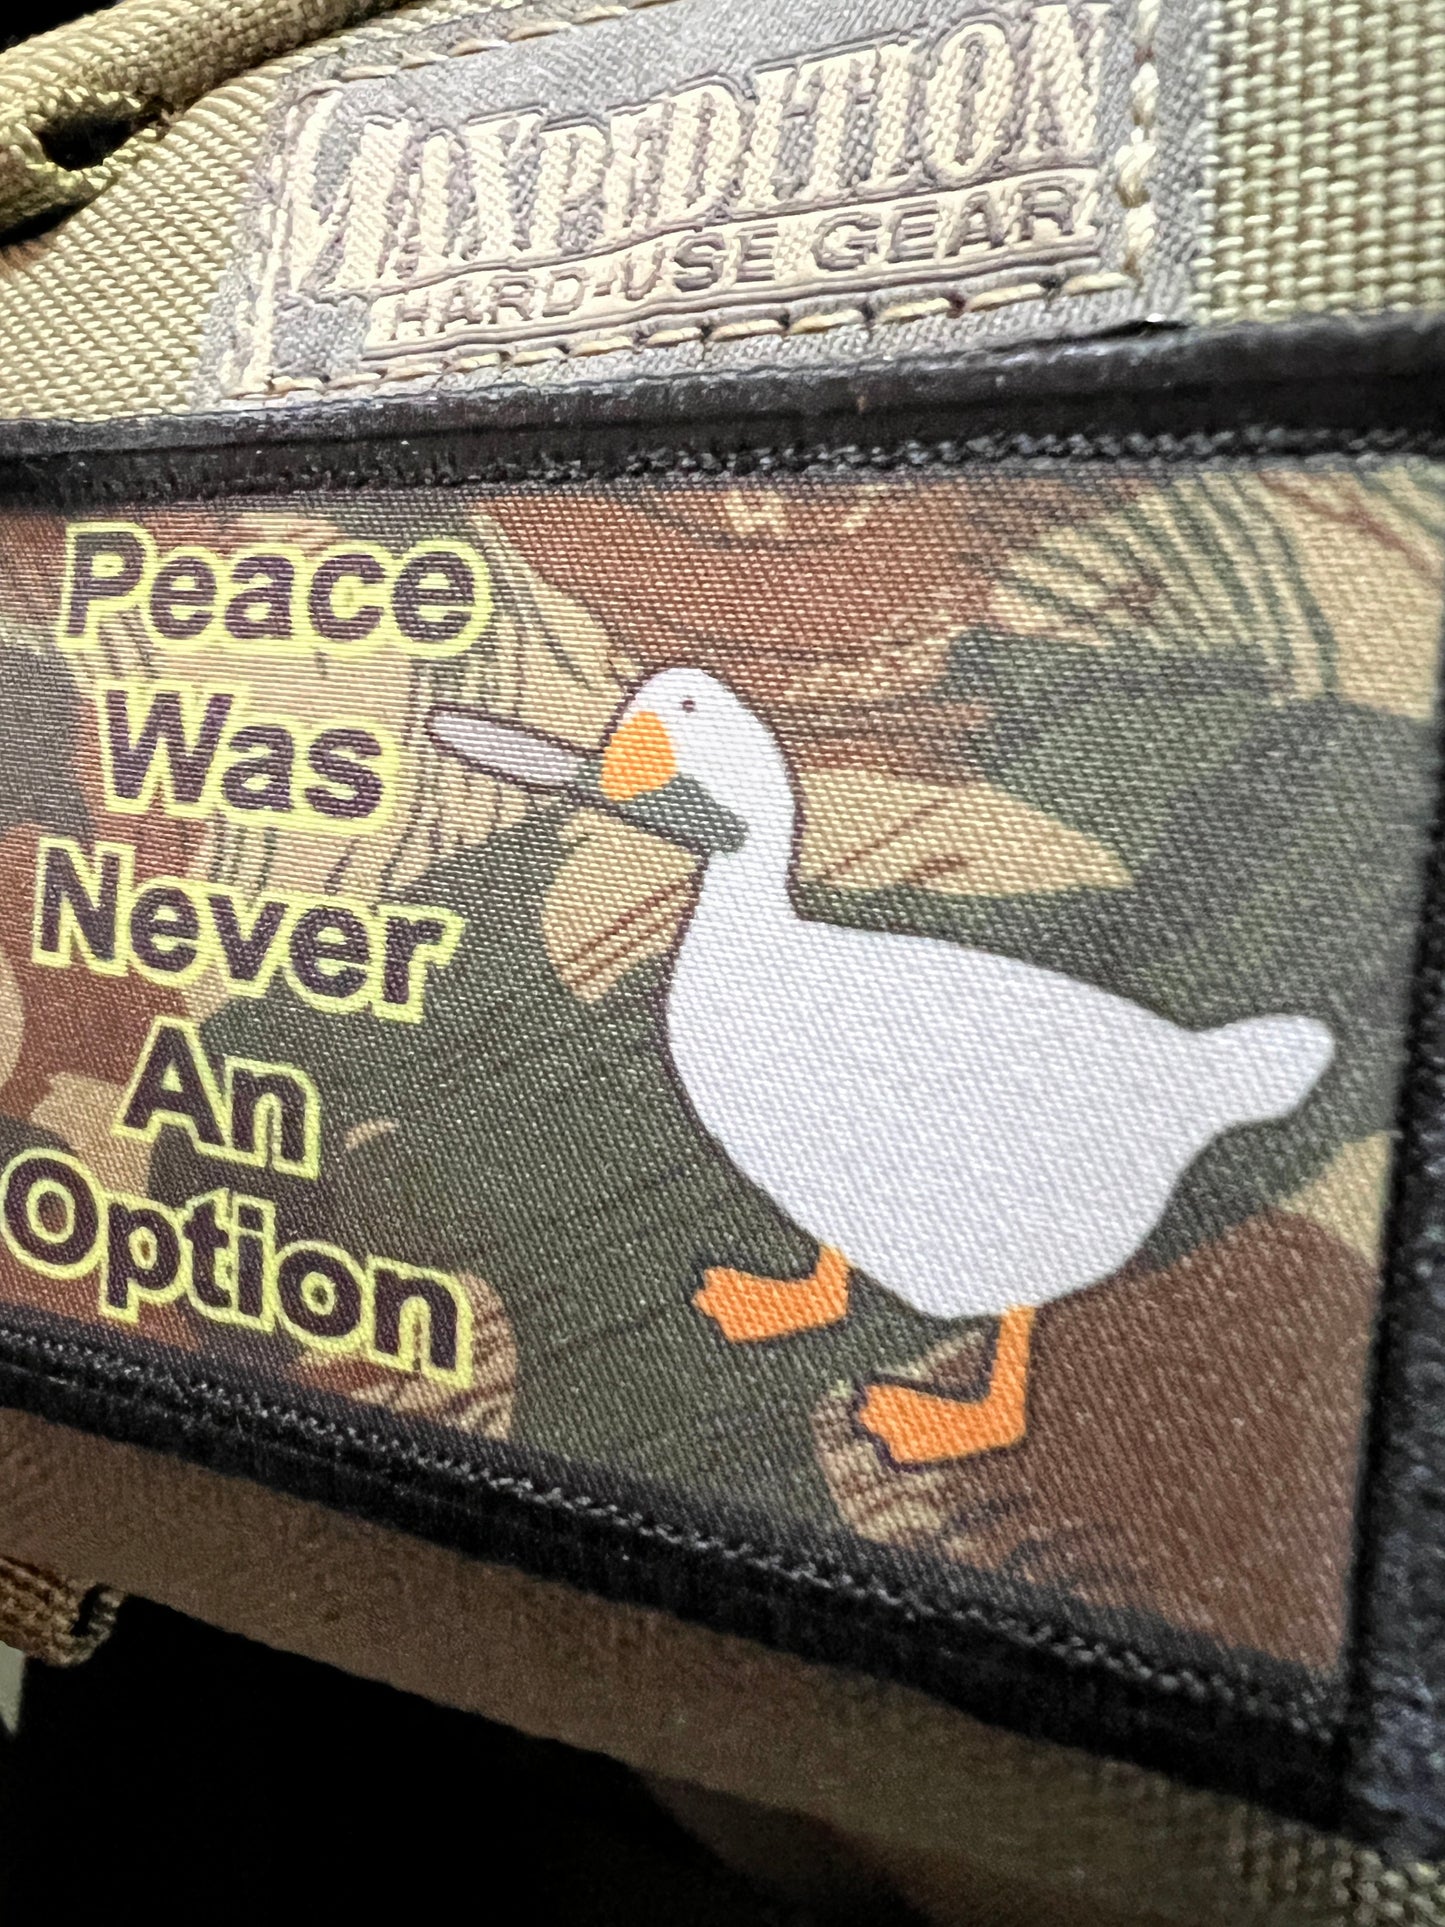 MAXPEDITION
HARD-USE GEAR
Peace
Was
Never
An
Option